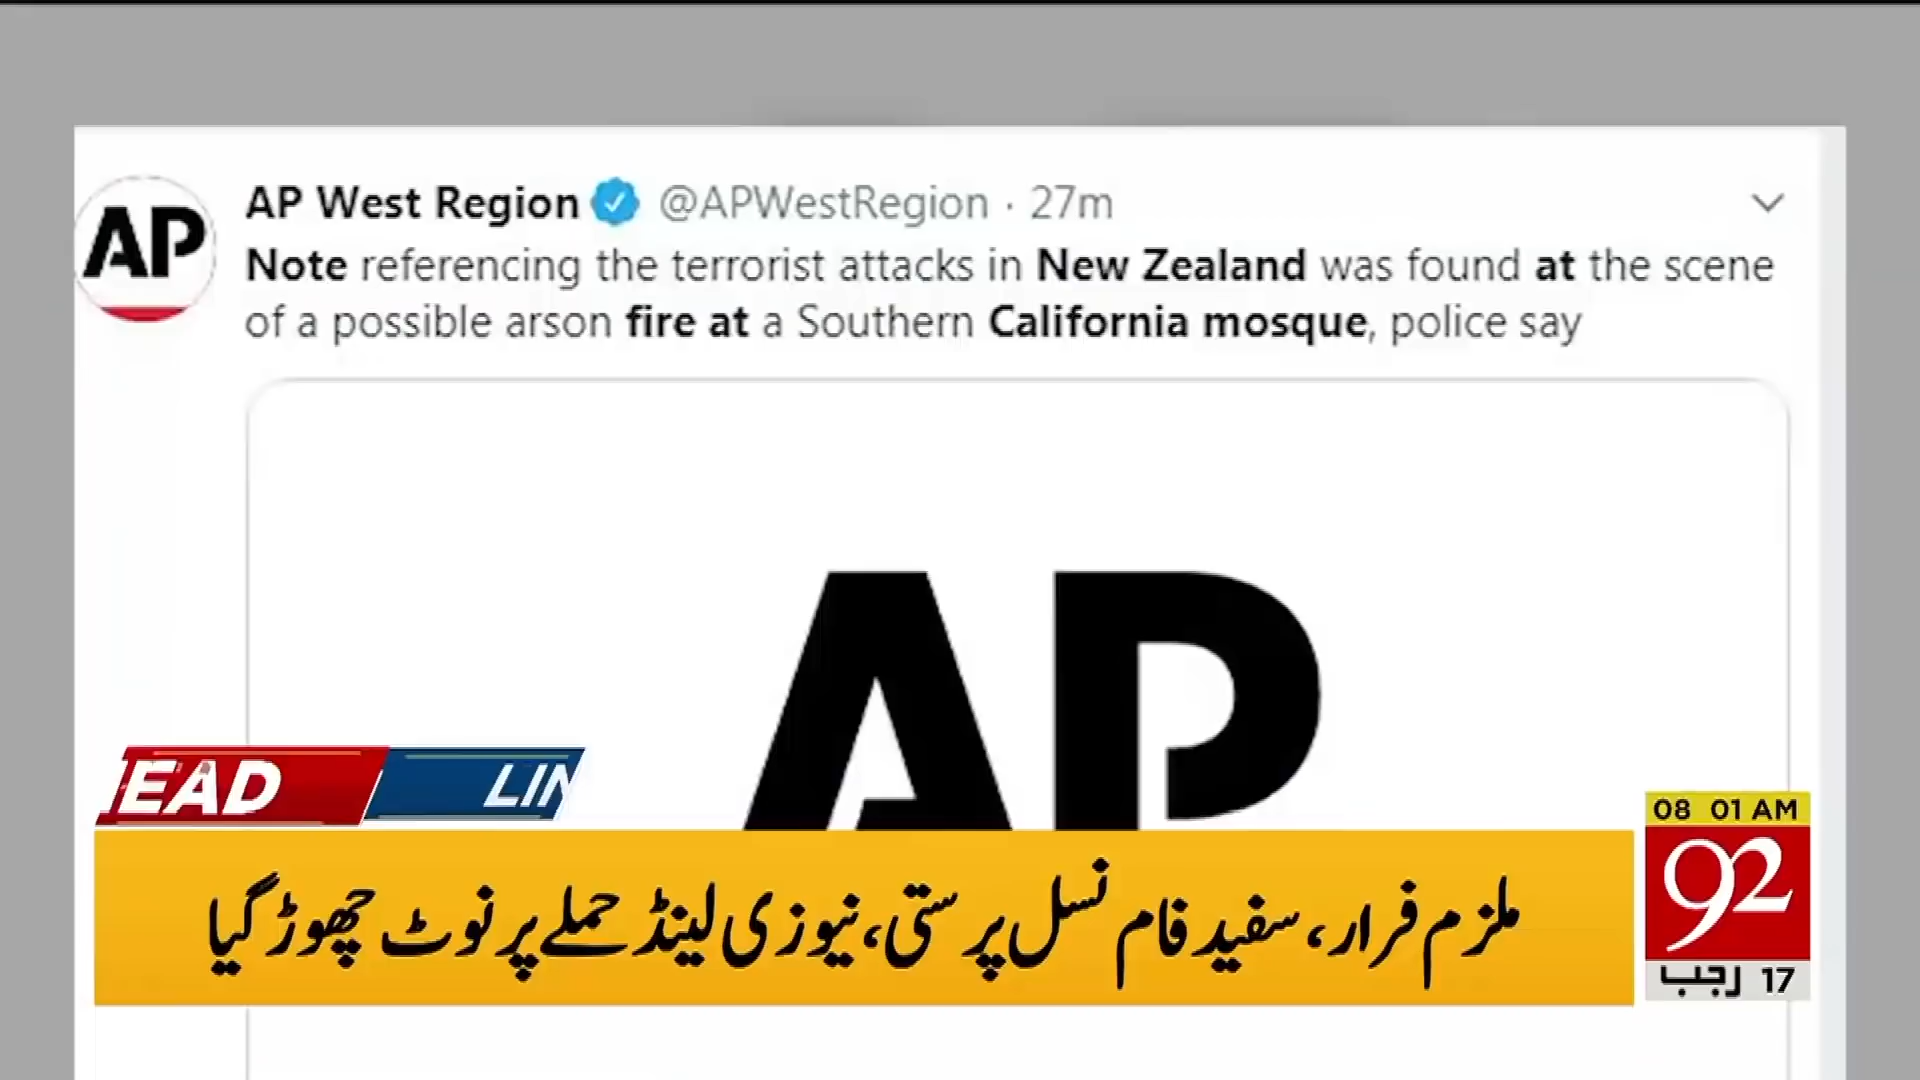 AP
AP West Region @APWestRegion · 27m
Note referencing the terrorist attacks in New Zealand was found at the scene
of a possible arson fire at a Southern California mosque, police say
AP
EAD LIN
ملزم فرار، سفید فام نسل پرستی، نیوزی لینڈ حملے پر نوٹ چھوڑ گیا
08 01 AM
92
17 رجب